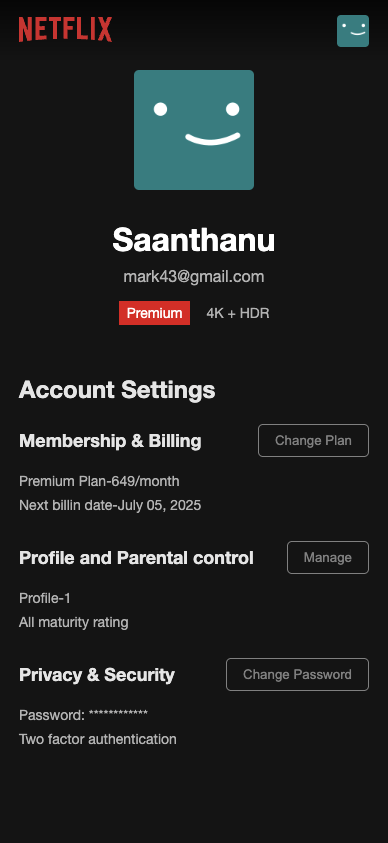 NETFLIX
Saanthanu
mark43@gmail.com
Premium 4K + HDR
Account Settings
Membership & Billing Change Plan
Premium Plan-649/month
Next billin date-July 05, 2025
Profile and Parental control Manage
Profile-1
All maturity rating
Privacy & Security Change Password
Password: ************
Two factor authentication